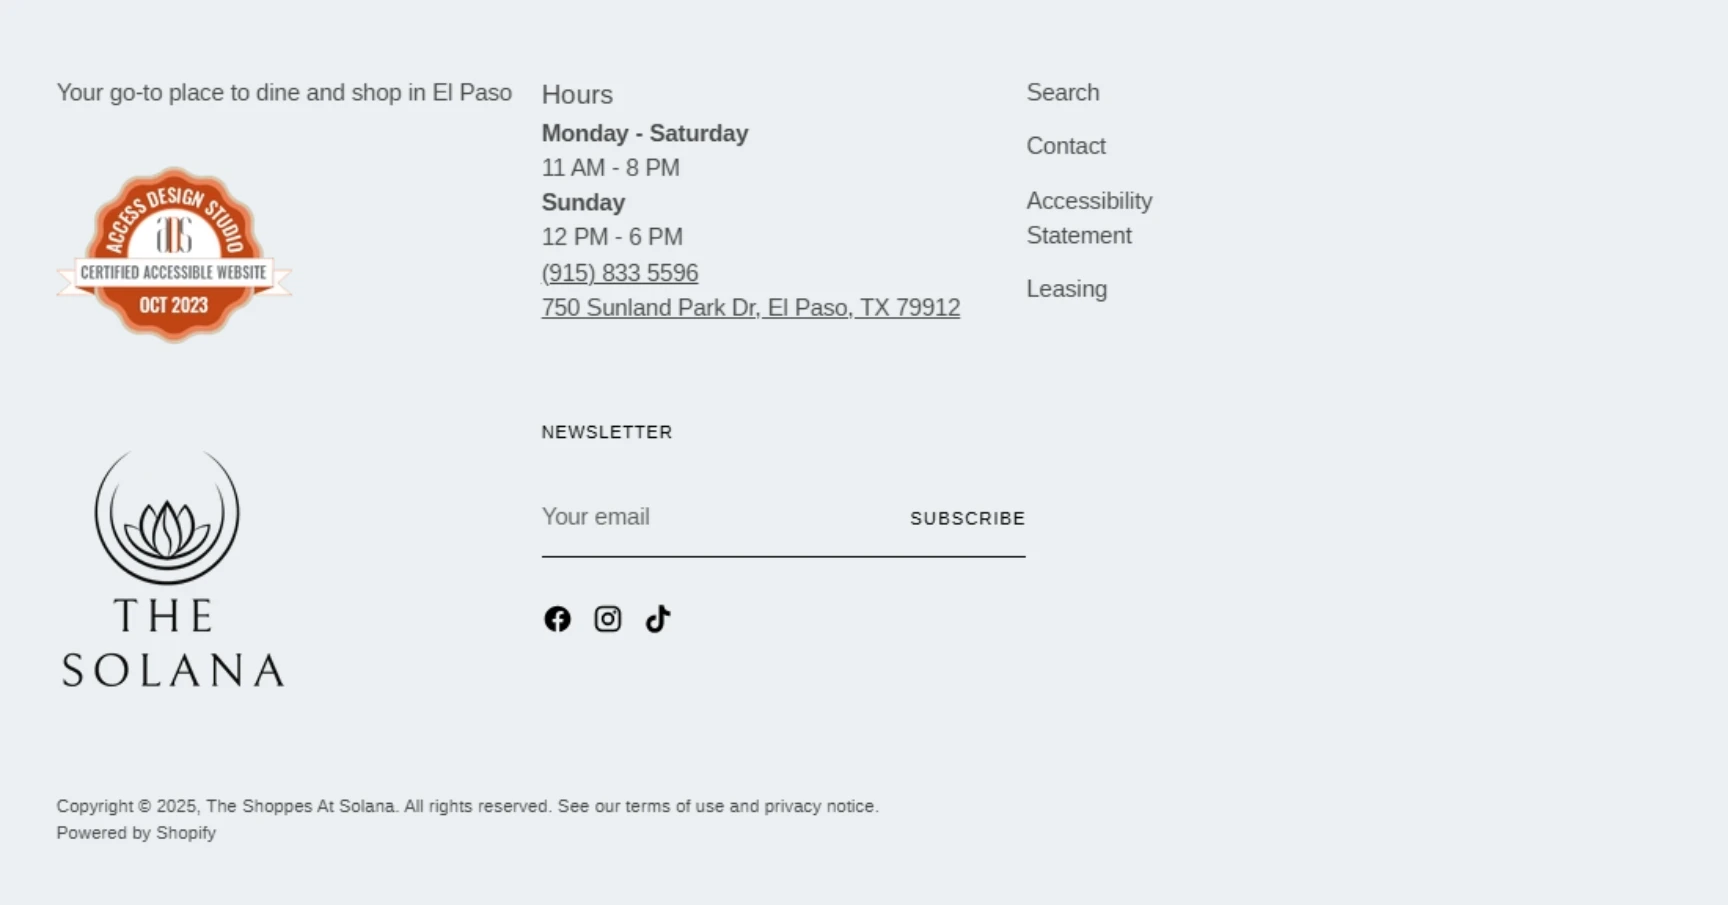 Your go-to place to dine and shop in El Paso
ACCESS DESIGN STUDIO
ads
CERTIFIED ACCESSIBLE WEBSITE
OCT 2023
THE
SOLANA
Hours
Monday - Saturday
11 AM - 8 PM
Sunday
12 PM - 6 PM
(915) 833 5596
750 Sunland Park Dr, El Paso, TX 79912
NEWSLETTER
Your email
SUBSCRIBE
Search
Contact
Accessibility
Statement
Leasing
Copyright © 2025, The Shoppes At Solana. All rights reserved. See our terms of use and privacy notice.
Powered by Shopify